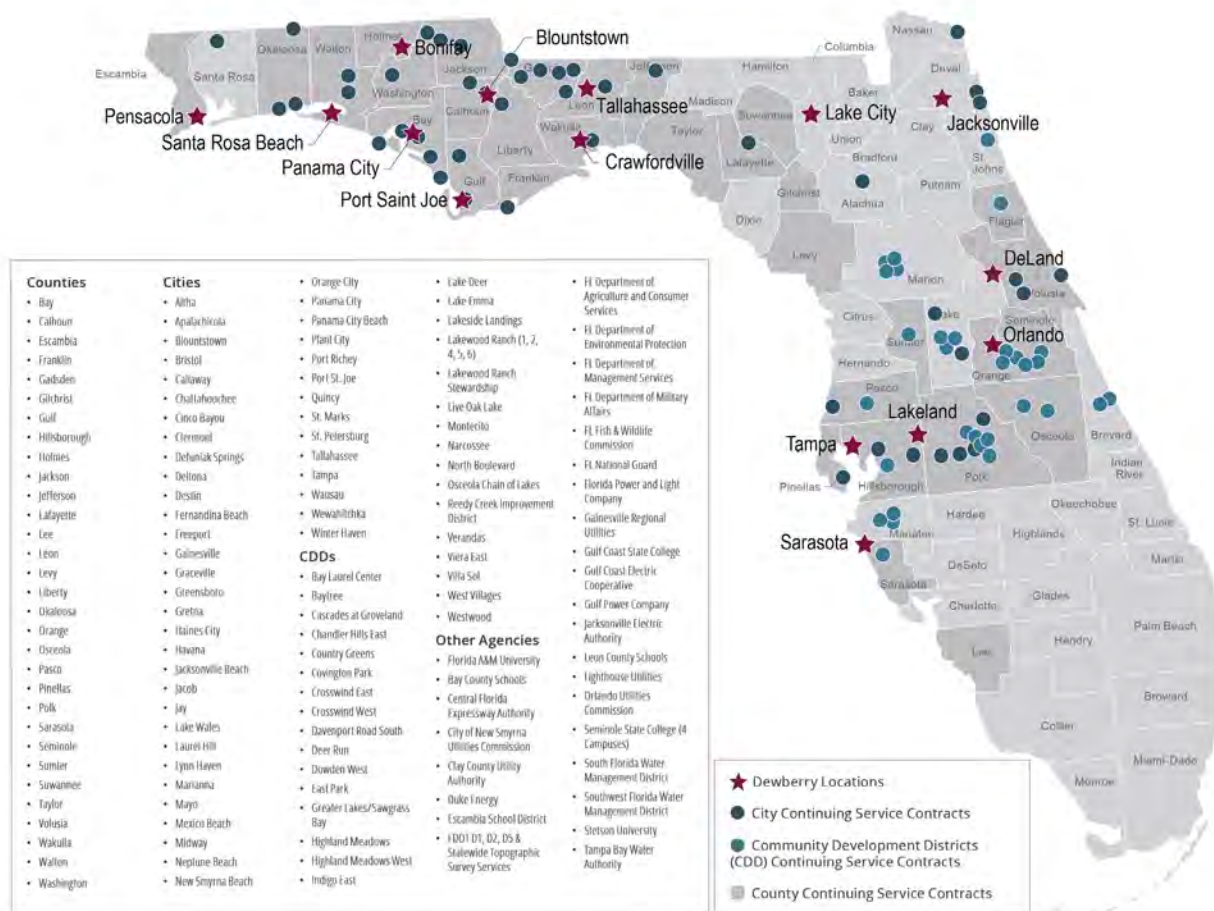 Nassau
Columbia
Holmes
Bonifay
Blountstown
Escambia
Santa Rosa
Okaloosa
Walton
Jackson
Jefferson
Hamilton
Duval
Baker
Washington
Leon
Madison
Suwannee
Lake City
Pensacola
Calhoun
Tallahassee
Clay
Jacksonville
Santa Rosa Beach
Bay
Wakulla
Taylor
Union
Panama City
Liberty
Crawfordville
Lafayette
Bradford
St. Johns
Port Saint Joe
Gulf
Franklin
Gilchrist
Alachua
Putnam
Dixie
Flagler
Levy
Marion
DeLand
Volusia
Citrus
Lake
Seminole
Sumter
Orlando
Hernando
Orange
Pasco
Lakeland
Tampa
Osceola
Brevard
Indian River
Pinellas
Hillsborough
Polk
Okeechobee
Sarasota
Manatee
Hardee
Highlands
St. Lucie
DeSoto
Martin
Sarasota
Charlotte
Glades
Lee
Hendry
Palm Beach
Broward
Collier
Miami-Dade
Monroe
Counties
• Bay
• Calhoun
• Escambia
• Franklin
• Gadsden
• Gilchrist
• Gulf
• Hillsborough
• Holmes
• Jackson
• Jefferson
• Lafayette
• Lee
• Leon
• Levy
• Liberty
• Okaloosa
• Orange
• Osceola
• Pasco
• Pinellas
• Polk
• Sarasota
• Seminole
• Sumter
• Suwannee
• Taylor
• Volusia
• Wakulla
• Walton
• Washington
Cities
• Altha
• Apalachicola
• Blountstown
• Bristol
• Callaway
• Chattahoochee
• Cinco Bayou
• Clermont
• Defuniak Springs
• Deltona
• Destin
• Fernandina Beach
• Freeport
• Gainesville
• Graceville
• Greensboro
• Gretna
• Haines City
• Havana
• Jacksonville Beach
• Jacob
• Jay
• Lake Wales
• Laurel Hill
• Lynn Haven
• Marianna
• Mayo
• Mexico Beach
• Midway
• Neptune Beach
• New Smyrna Beach
• Orange City
• Panama City
• Panama City Beach
• Plant City
• Port Richey
• Port St. Joe
• Quincy
• St. Marks
• St. Petersburg
• Tallahassee
• Tampa
• Wausau
• Wewahitchka
• Winter Haven
CDDs
• Bay Laurel Center
• Baytree
• Cascades at Groveland
• Chandler Hills East
• Country Greens
• Covington Park
• Crosswind East
• Crosswind West
• Davenport Road South
• Deer Run
• Dowden West
• East Park
• Greater Lakes/Sawgrass
Bay
• Highland Meadows
• Highland Meadows West
• Indigo East
• Lake Deer
• Lake Emma
• Lakeside Landings
• Lakewood Ranch (1, 2,
4, 5, 6)
• Lakewood Ranch
Stewardship
• Live Oak Lake
• Montecito
• Narcossee
• North Boulevard
• Osceola Chain of Lakes
• Reedy Creek Improvement
District
• Verandas
• Viera East
• Villa Sol
• West Villages
• Westwood
Other Agencies
• Florida A&M University
• Bay County Schools
• Central Florida
Expressway Authority
• City of New Smyrna
Utilities Commission
• Clay County Utility
Authority
• Duke Energy
• Escambia School District
• FDOT D1, D2, D5 &
Statewide Topographic
Survey Services
• FL Department of
Agriculture and Consumer
Services
• FL Department of
Environmental Protection
• FL Department of
Management Services
• FL Department of Military
Affairs
• FL Fish & Wildlife
Commission
• FL National Guard
• Florida Power and Light
Company
• Gainesville Regional
Utilities
• Gulf Coast State College
• Gulf Coast Electric
Cooperative
• Gulf Power Company
• Jacksonville Electric
Authority
• Leon County Schools
• Lighthouse Utilities
• Orlando Utilities
Commission
• Seminole State College (4
Campuses)
• South Florida Water
Management District
• Southwest Florida Water
Management District
• Stetson University
• Tampa Bay Water
Authority
Dewberry Locations
City Continuing Service Contracts
Community Development Districts
(CDD) Continuing Service Contracts
County Continuing Service Contracts